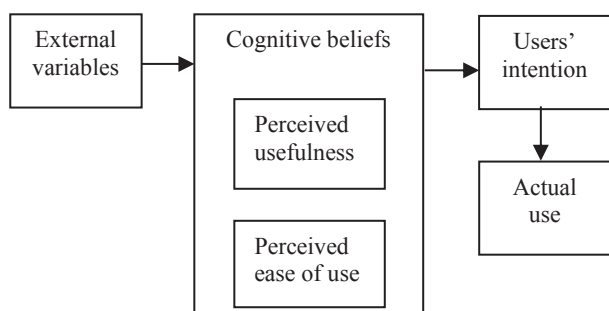 External
variables
Cognitive beliefs
Perceived
usefulness
Perceived
ease of use
Users'
intention
Actual
use